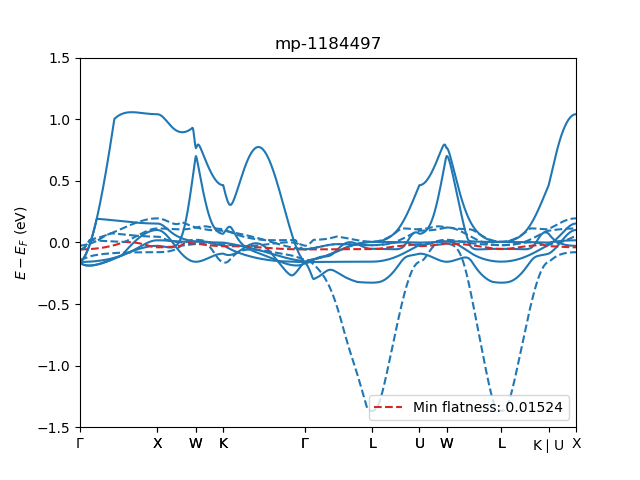 mp-1184497
E − E_F (eV)
1.5
1.0
0.5
0.0
−0.5
−1.0
−1.5
Min flatness: 0.01524
Γ X W K Γ L U W L K | U X